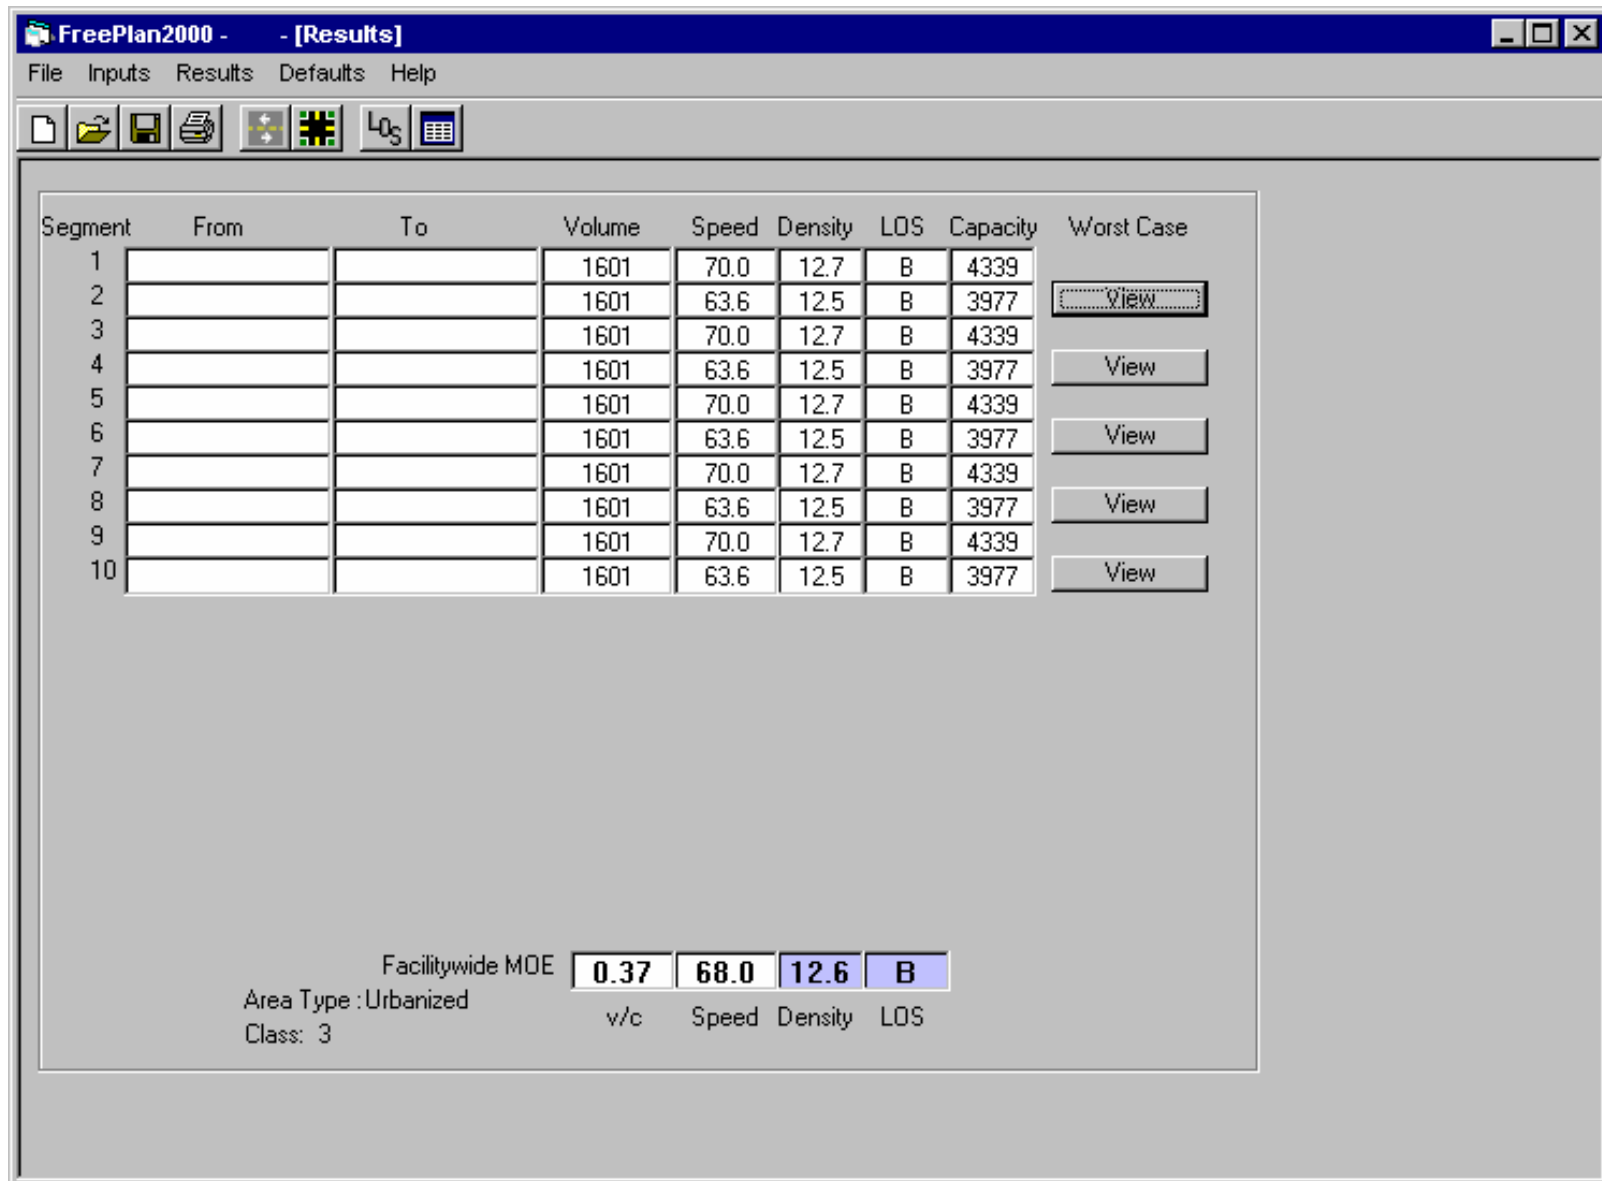 FreePlan2000 - - [Results]
File Inputs Results Defaults Help
LOS
Segment From To Volume Speed Density LOS Capacity Worst Case
1 1601 70.0 12.7 B 4339
2 1601 63.6 12.5 B 3977 View
3 1601 70.0 12.7 B 4339
4 1601 63.6 12.5 B 3977 View
5 1601 70.0 12.7 B 4339
6 1601 63.6 12.5 B 3977 View
7 1601 70.0 12.7 B 4339
8 1601 63.6 12.5 B 3977 View
9 1601 70.0 12.7 B 4339
10 1601 63.6 12.5 B 3977 View
Facilitywide MOE 0.37 68.0 12.6 B
Area Type : Urbanized v/c Speed Density LOS
Class: 3